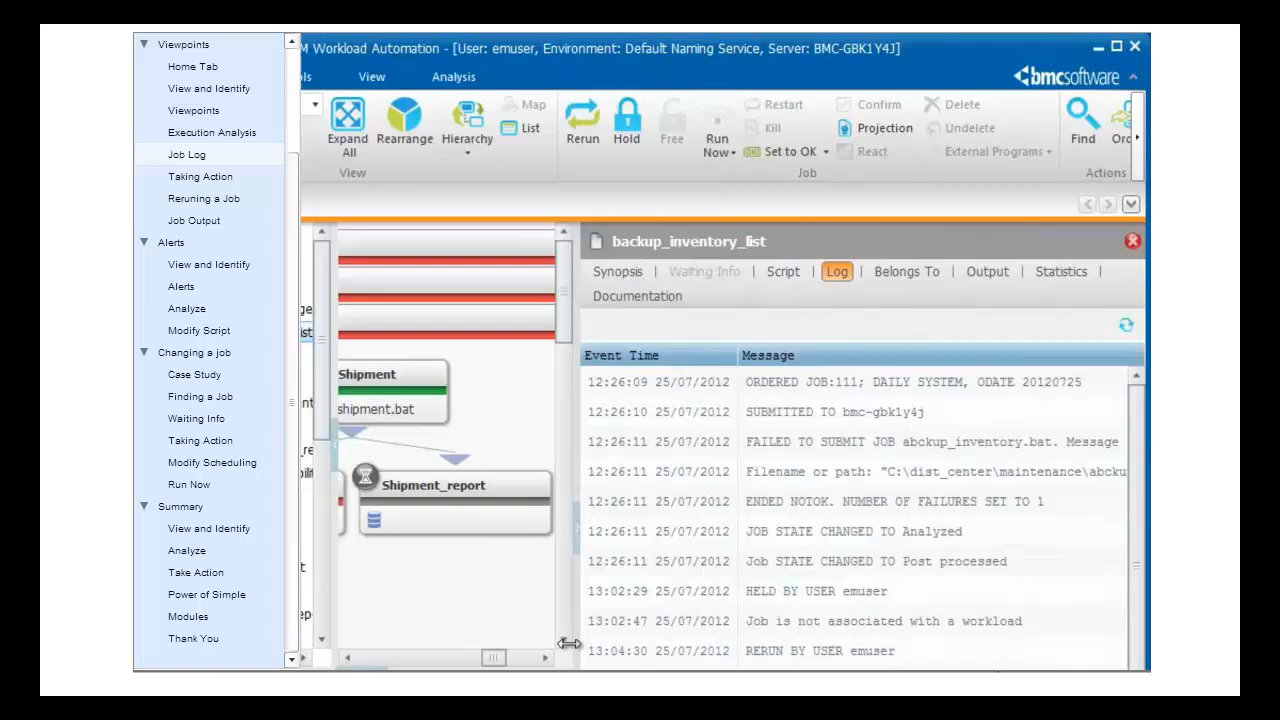 Viewpoints
Home Tab
View and Identify
Viewpoints
Execution Analysis
Job Log
Taking Action
Reruning a Job
Job Output
Alerts
View and Identify
Alerts
Analyze
Modify Script
Changing a job
Case Study
Finding a Job
Waiting Info
Taking Action
Modify Scheduling
Run Now
Summary
View and Identify
Analyze
Take Action
Power of Simple
Modules
Thank You
M Workload Automation - [User: emuser, Environment: Default Naming Service, Server: BMC-GBK1Y4J]
ls View Analysis
bmcsoftware
Expand All
Rearrange
Hierarchy
Map
List
View
Rerun
Hold
Free
Run Now
Restart
Kill
Set to OK
Confirm
Projection
React
Delete
Undelete
External Programs
Job
Find
Orc
Actions
ist
Shipment
shipment.bat
Shipment_report
backup_inventory_list
Synopsis | Waiting Info | Script | Log | Belongs To | Output | Statistics |
Documentation
Event Time Message
12:26:09 25/07/2012 ORDERED JOB:111; DAILY SYSTEM, ODATE 20120725
12:26:10 25/07/2012 SUBMITTED TO bmc-gbk1y4j
12:26:11 25/07/2012 FAILED TO SUBMIT JOB abckup_inventory.bat. Message
12:26:11 25/07/2012 Filename or path: "C:\dist_center\maintenance\abcku
12:26:11 25/07/2012 ENDED NOTOK. NUMBER OF FAILURES SET TO 1
12:26:11 25/07/2012 JOB STATE CHANGED TO Analyzed
12:26:11 25/07/2012 Job STATE CHANGED TO Post processed
13:02:29 25/07/2012 HELD BY USER emuser
13:02:47 25/07/2012 Job is not associated with a workload
13:04:30 25/07/2012 RERUN BY USER emuser